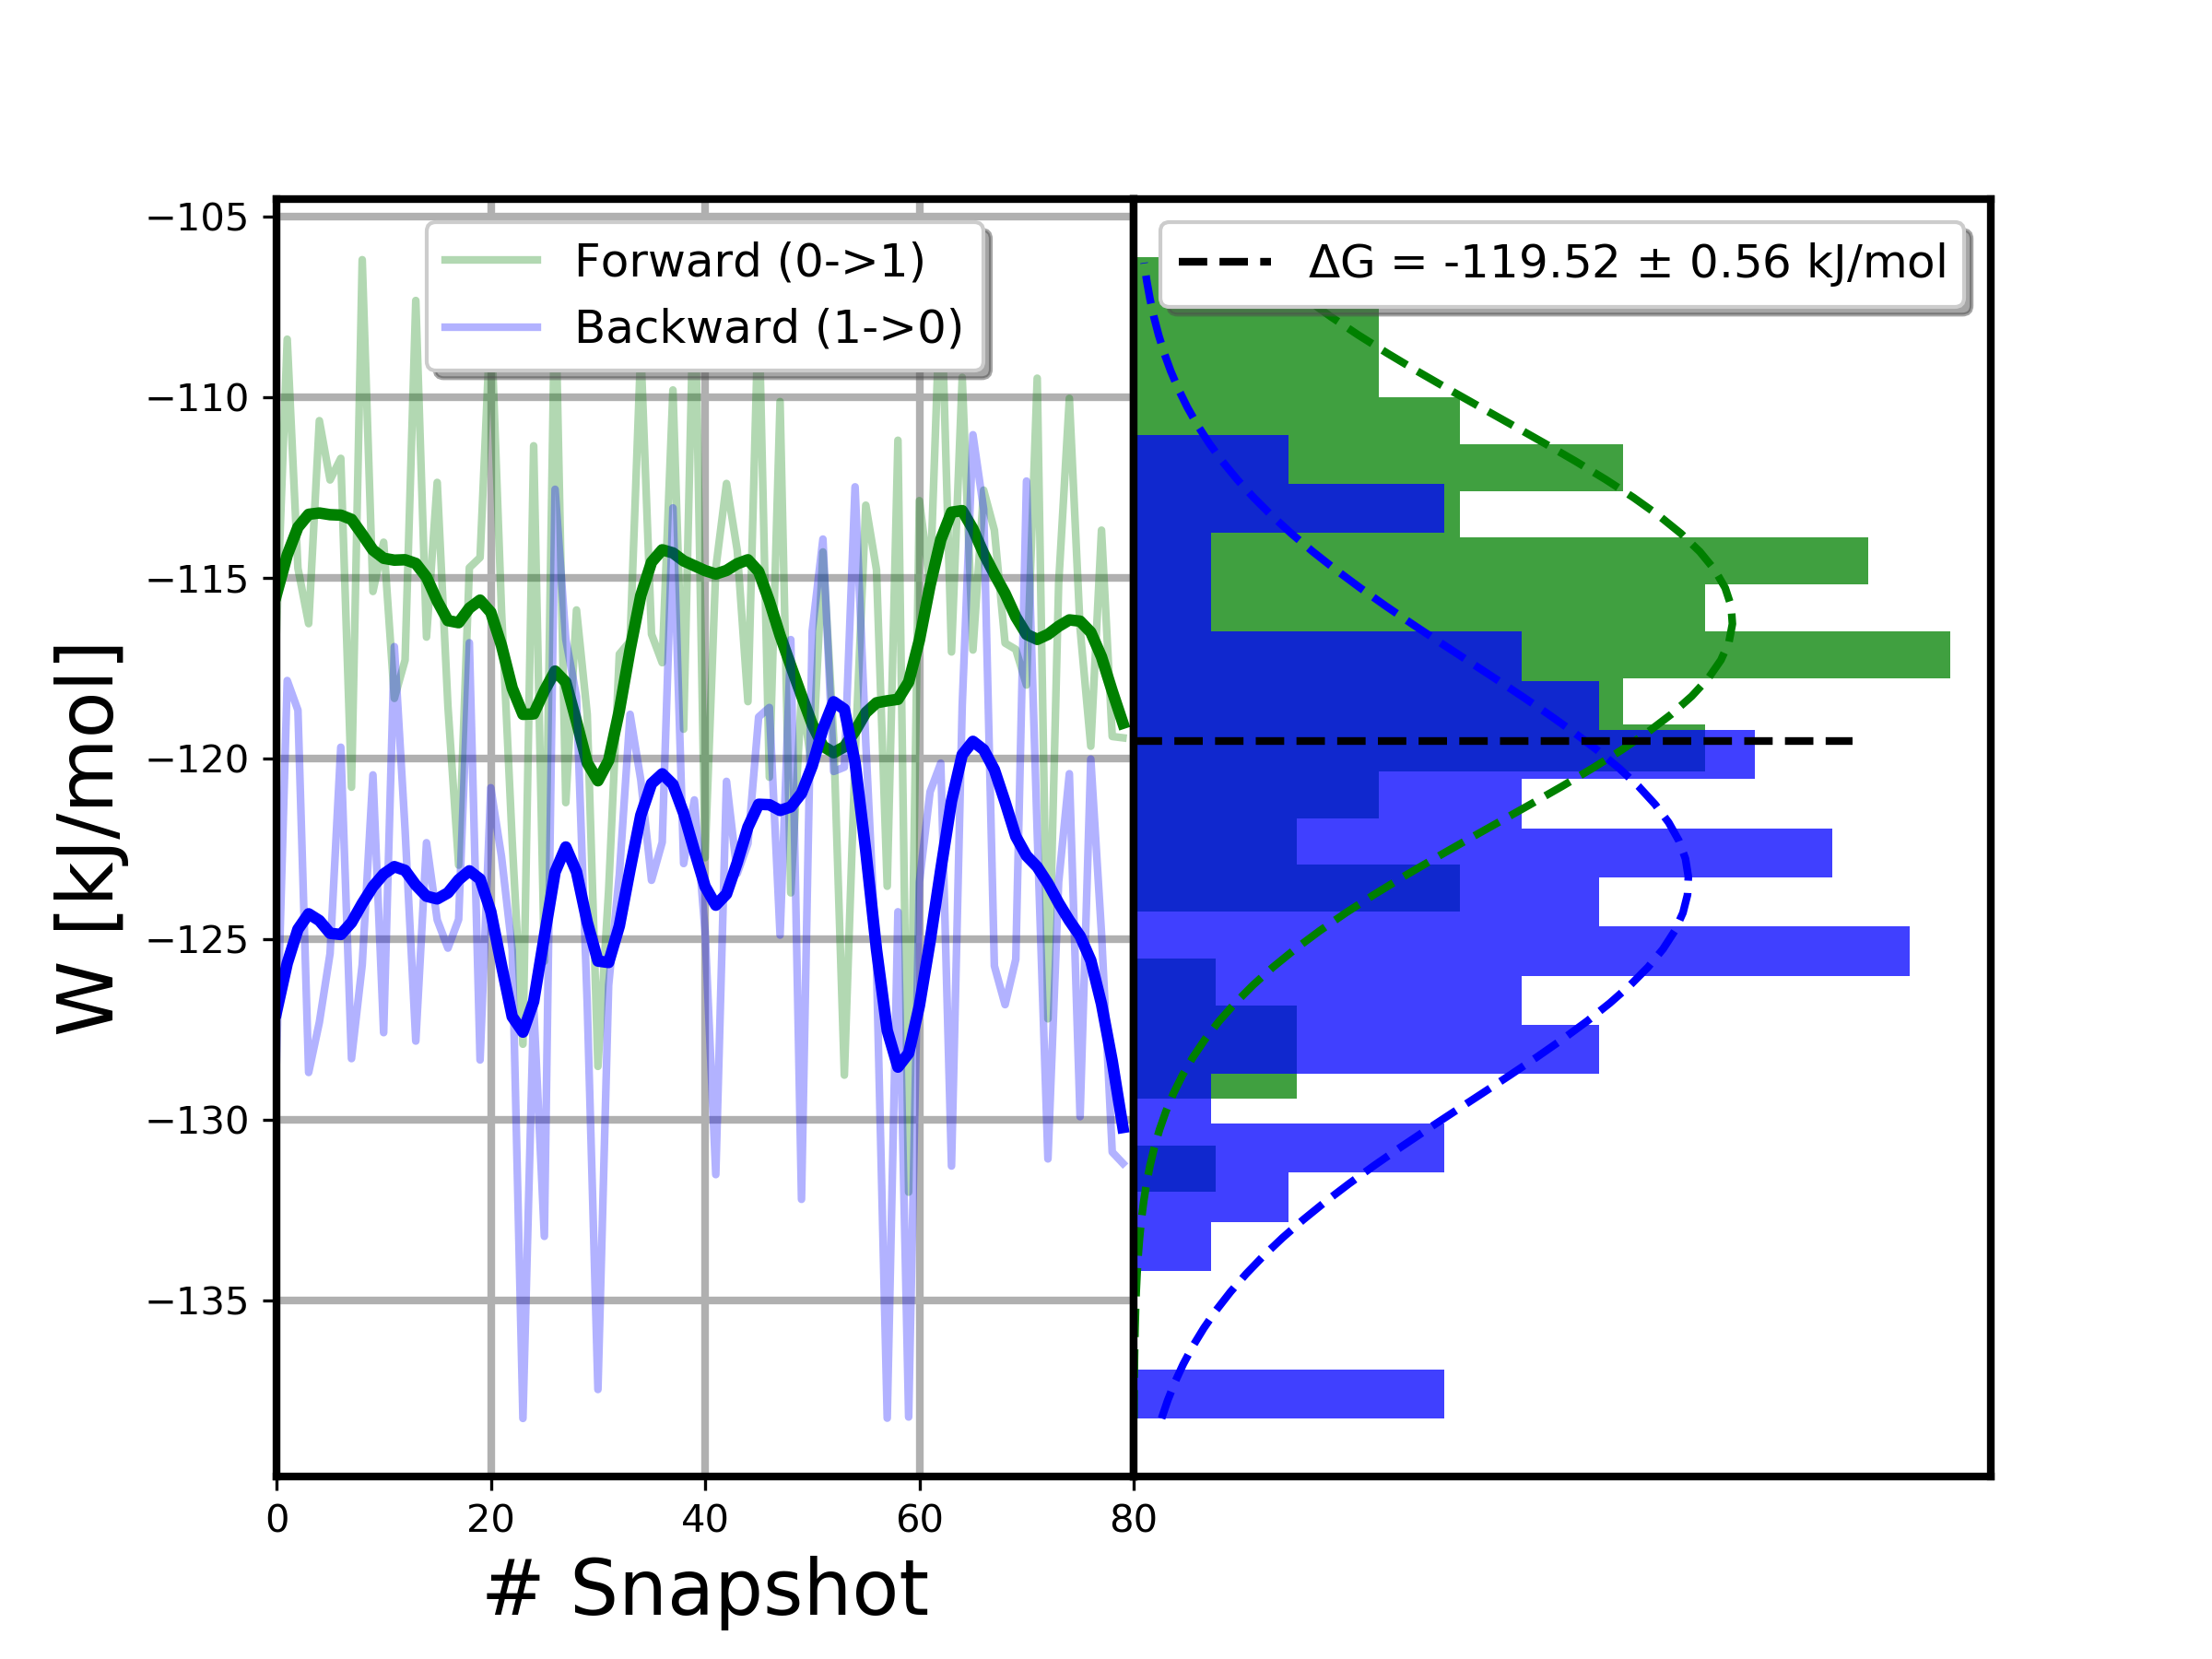 W [kJ/mol]
−105
−110
−115
−120
−125
−130
−135
Forward (0->1)
Backward (1->0)
ΔG = -119.52 ± 0.56 kJ/mol
0 20 40 60 80
# Snapshot